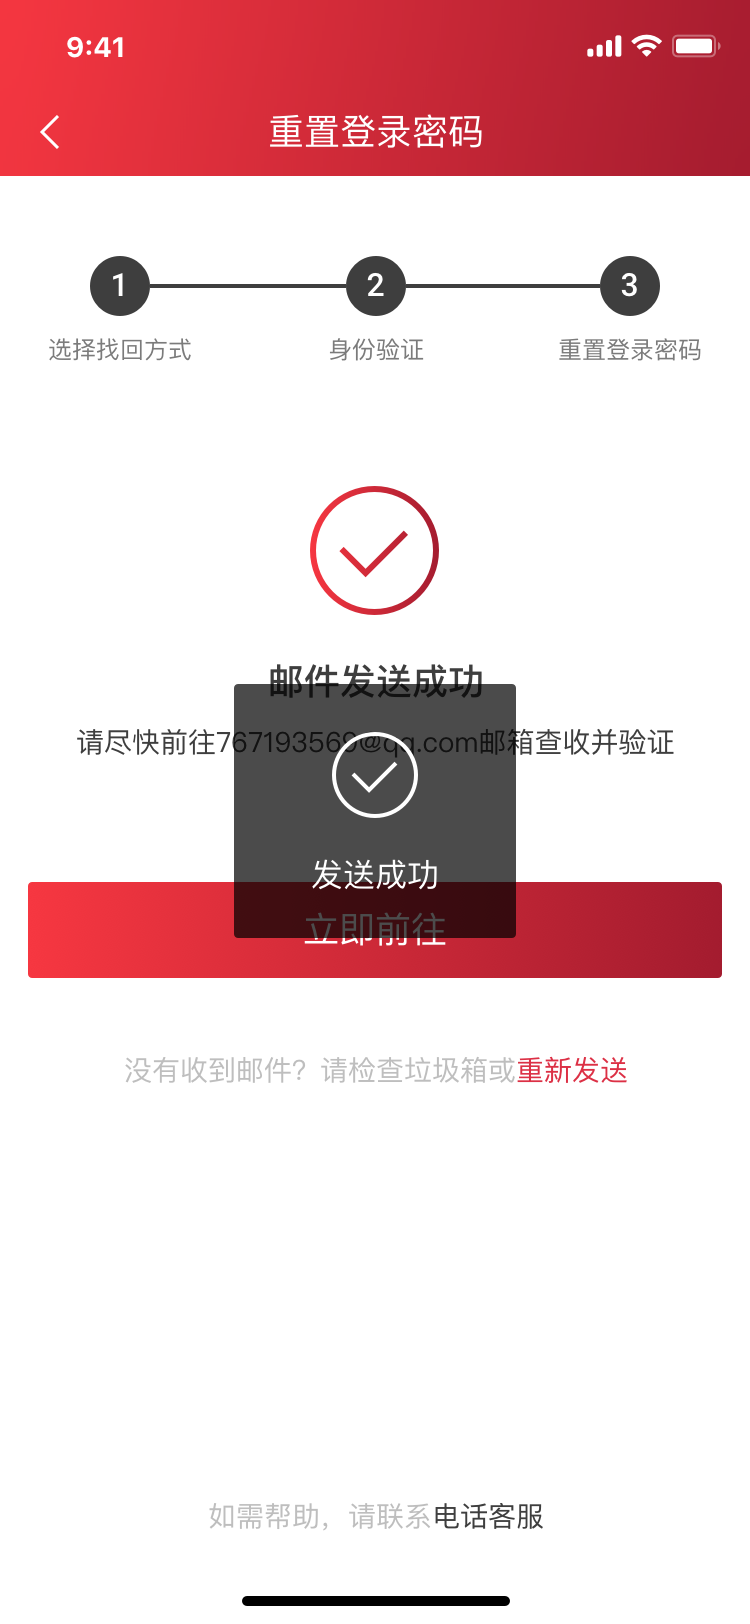 9:41
重置登录密码
1 2 3
选择找回方式 身份验证 重置登录密码
邮件发送成功
请尽快前往767193569@qq.com邮箱查收并验证
发送成功
立即前往
没有收到邮件？请检查垃圾箱或重新发送
如需帮助，请联系电话客服